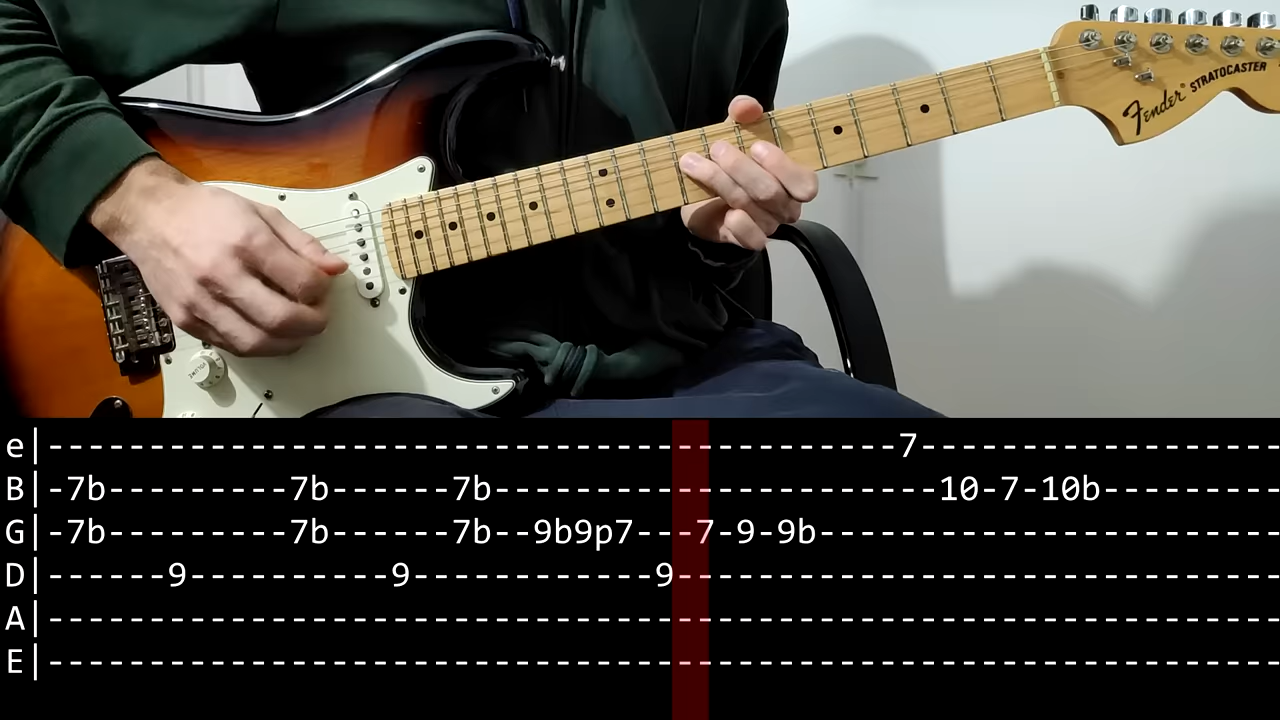 Fender STRATOCASTER
VOLUME
e|------------------------------------------7------------------
B|-7b---------7b------7b----------------------10-7-10b---------
G|-7b---------7b------7b--9b9p7---7-9-9b-----------------------
D|------9----------9------------9------------------------------
A|-------------------------------------------------------------
E|-------------------------------------------------------------